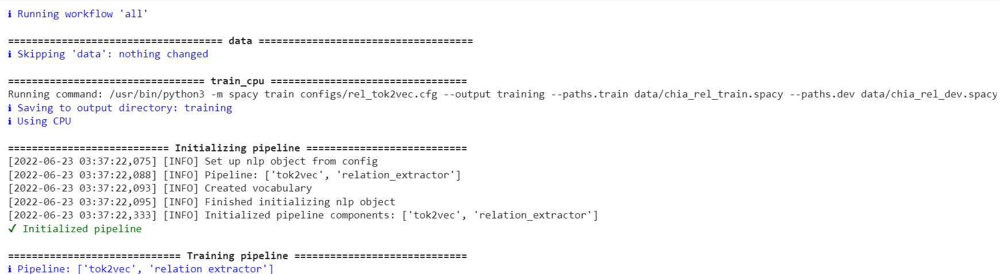 ℹ Running workflow 'all'
==================================== data ====================================
ℹ Skipping 'data': nothing changed
================================= train_cpu =================================
Running command: /usr/bin/python3 -m spacy train configs/rel_tok2vec.cfg --output training --paths.train data/chia_rel_train.spacy --paths.dev data/chia_rel_dev.spacy
ℹ Saving to output directory: training
ℹ Using CPU
=========================== Initializing pipeline ===========================
[2022-06-23 03:37:22,075] [INFO] Set up nlp object from config
[2022-06-23 03:37:22,088] [INFO] Pipeline: ['tok2vec', 'relation_extractor']
[2022-06-23 03:37:22,093] [INFO] Created vocabulary
[2022-06-23 03:37:22,095] [INFO] Finished initializing nlp object
[2022-06-23 03:37:22,333] [INFO] Initialized pipeline components: ['tok2vec', 'relation_extractor']
✔ Initialized pipeline
============================= Training pipeline =============================
ℹ Pipeline: ['tok2vec', 'relation_extractor']